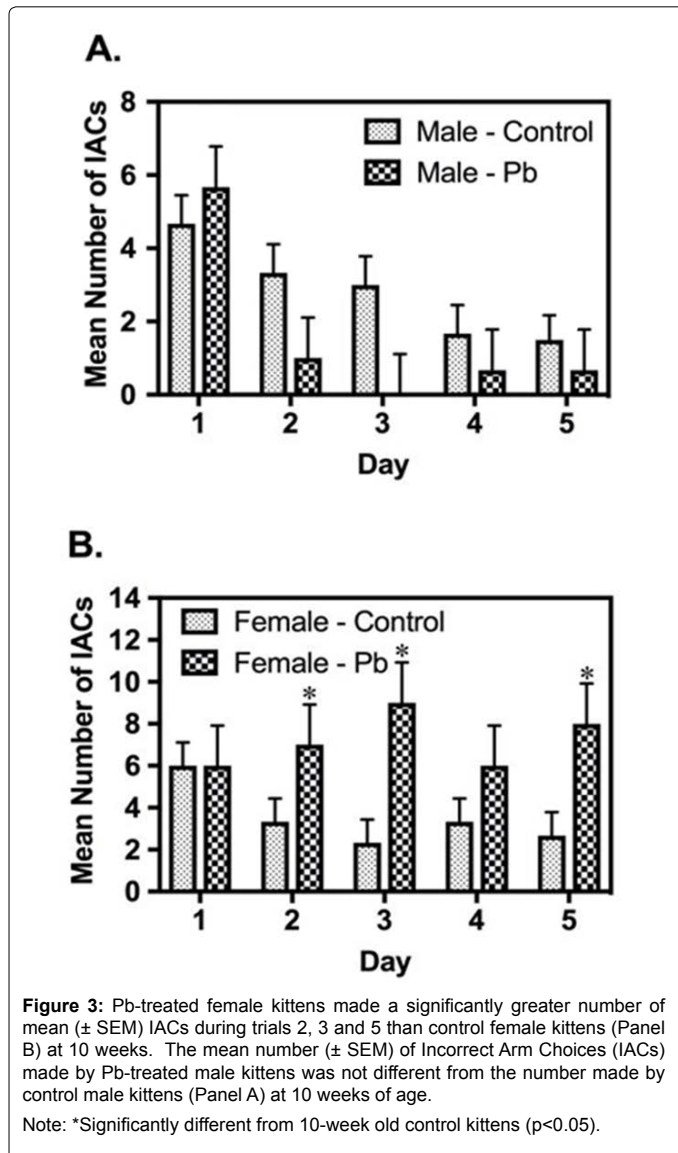 A.
8
6
4
2
0
Mean Number of IACs
Male - Control
Male - Pb
1 2 3 4 5
Day
B.
14
12
10
8
6
4
2
0
Mean Number of IACs
Female - Control
Female - Pb
* * *
1 2 3 4 5
Day
Figure 3: Pb-treated female kittens made a significantly greater number of
mean (± SEM) IACs during trials 2, 3 and 5 than control female kittens (Panel
B) at 10 weeks. The mean number (± SEM) of Incorrect Arm Choices (IACs)
made by Pb-treated male kittens was not different from the number made by
control male kittens (Panel A) at 10 weeks of age.
Note: *Significantly different from 10-week old control kittens (p<0.05).